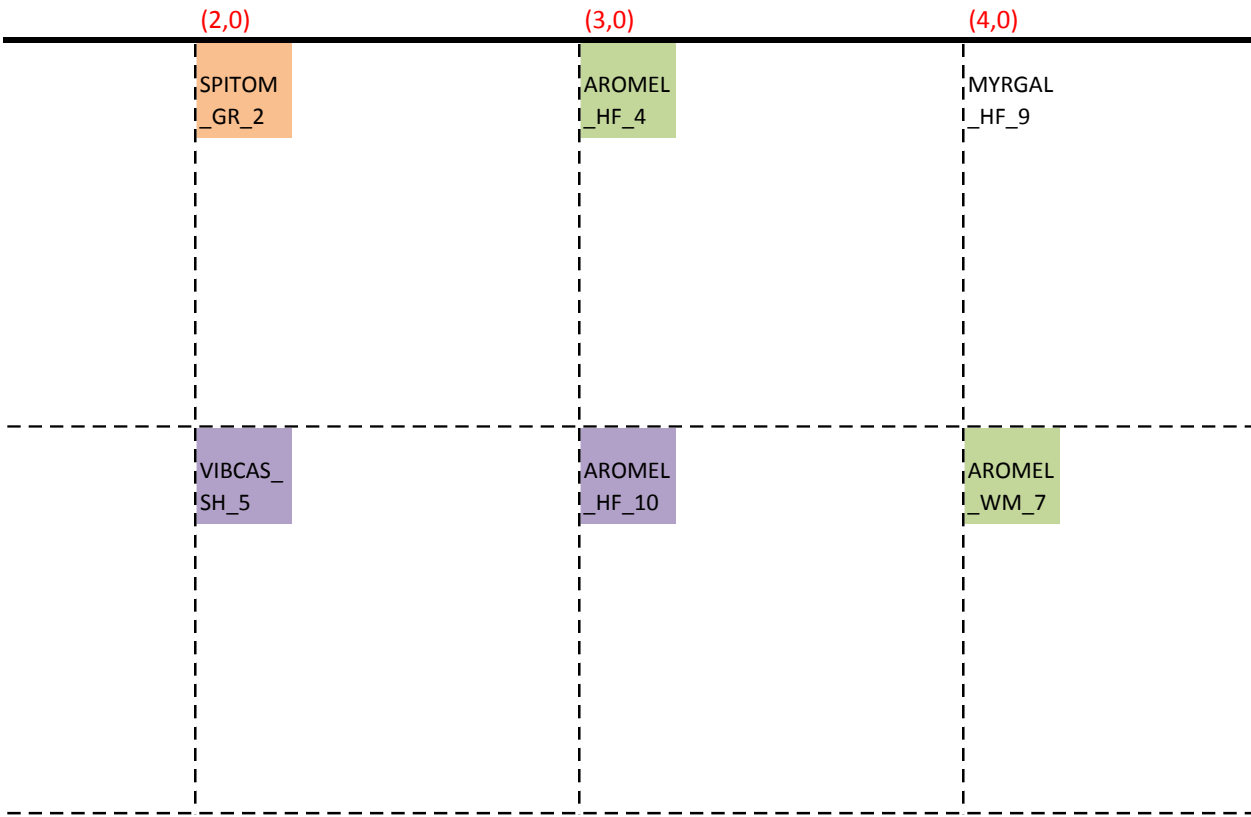 (2,0) (3,0) (4,0)
SPITOM AROMEL MYRGAL
_GR_2 _HF_4 _HF_9
VIBCAS_ AROMEL AROMEL
SH_5 _HF_10 _WM_7